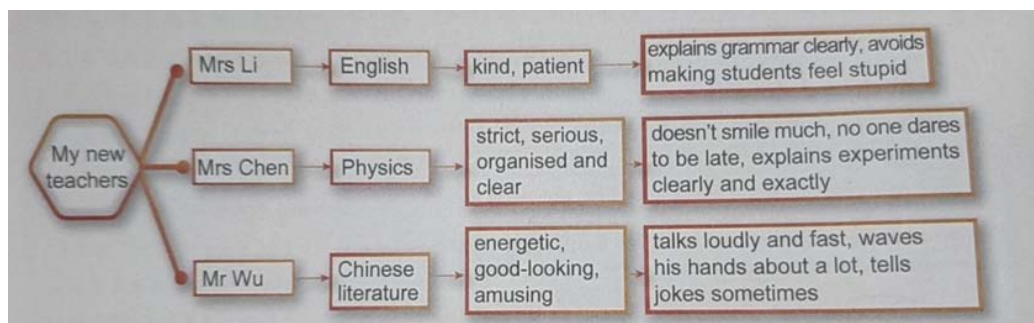 My new
teachers
Mrs Li
English
kind, patient
explains grammar clearly, avoids
making students feel stupid
Mrs Chen
Physics
strict, serious,
organised and
clear
doesn't smile much, no one dares
to be late, explains experiments
clearly and exactly
Mr Wu
Chinese
literature
energetic,
good-looking,
amusing
talks loudly and fast, waves
his hands about a lot, tells
jokes sometimes